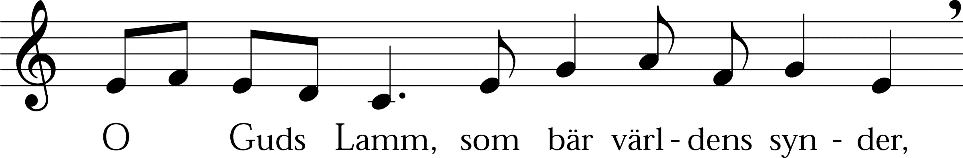 O Guds Lamm, som bär värl - dens syn - der,